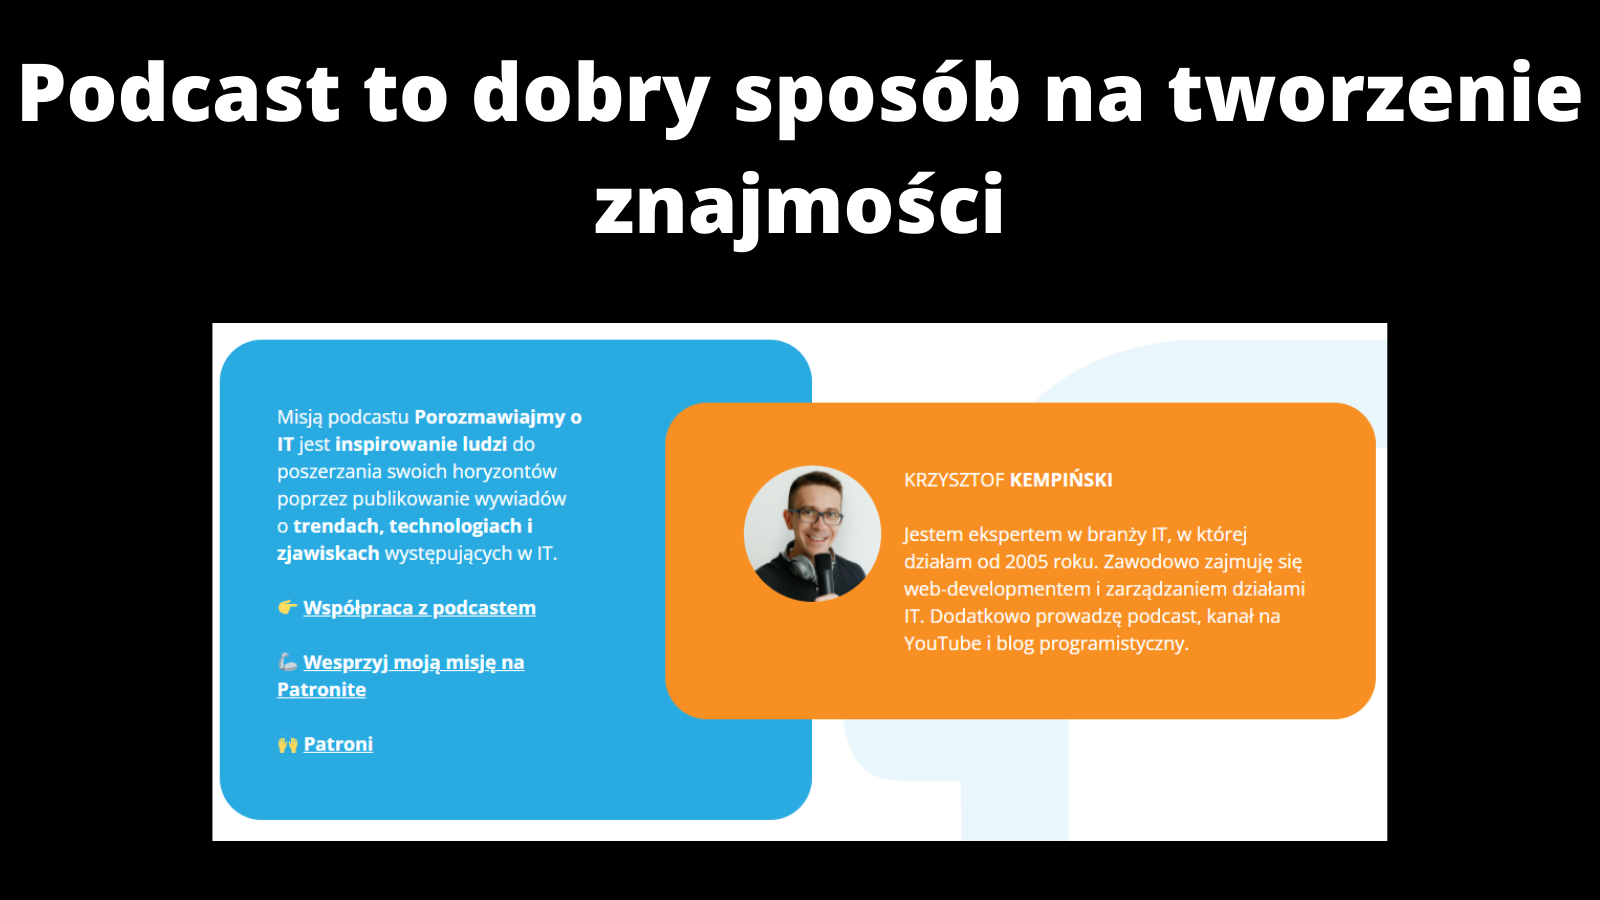 Podcast to dobry sposób na tworzenie
znajmości
Misją podcastu Porozmawiajmy o
IT jest inspirowanie ludzi do
poszerzania swoich horyzontów
poprzez publikowanie wywiadów
o trendach, technologiach i
zjawiskach występujących w IT.
👉 Współpraca z podcastem
🦾 Wesprzyj moją misję na
Patronite
🙌 Patroni
KRZYSZTOF KEMPIŃSKI
Jestem ekspertem w branży IT, w której
działam od 2005 roku. Zawodowo zajmuję się
web-developmentem i zarządzaniem działami
IT. Dodatkowo prowadzę podcast, kanał na
YouTube i blog programistyczny.